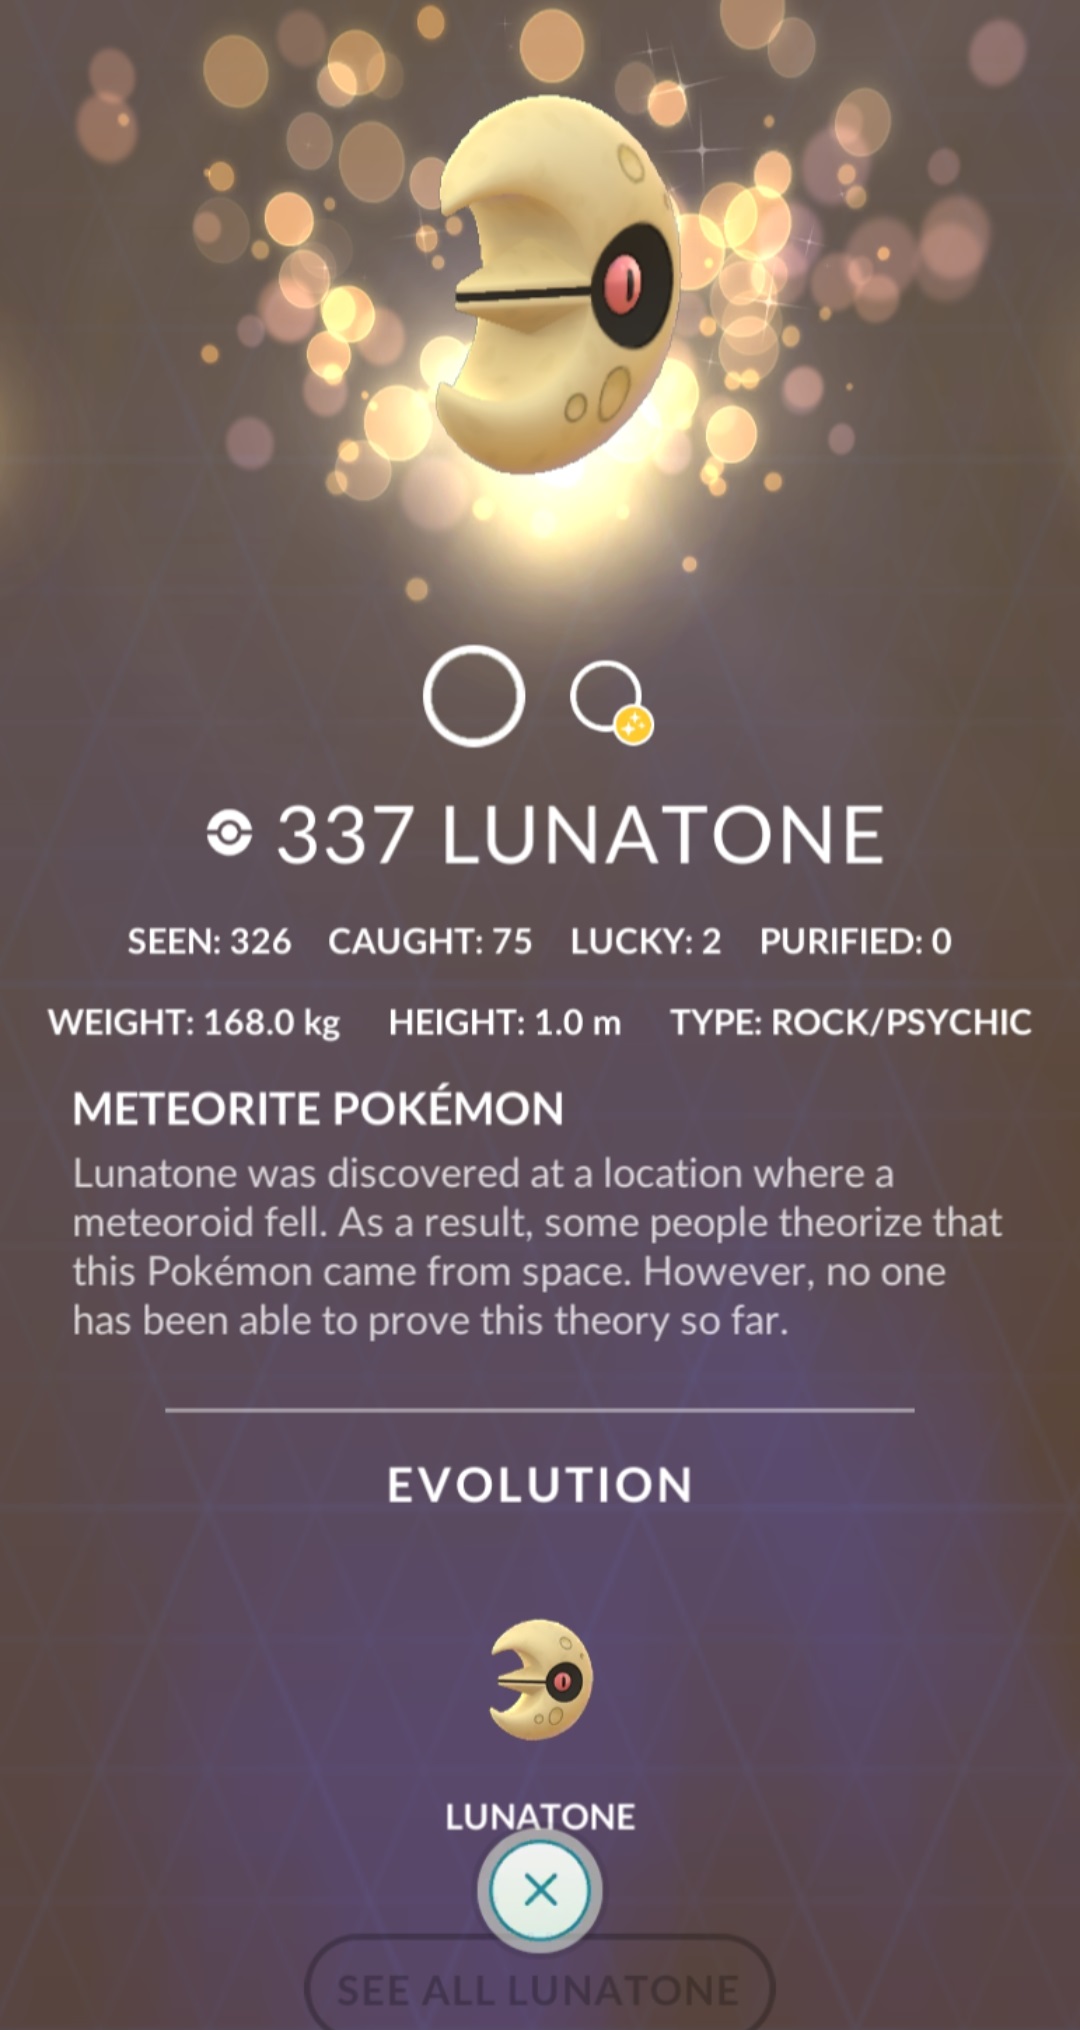 337 LUNATONE
SEEN: 326 CAUGHT: 75 LUCKY: 2 PURIFIED: 0
WEIGHT: 168.0 kg HEIGHT: 1.0 m TYPE: ROCK/PSYCHIC
METEORITE POKÉMON
Lunatone was discovered at a location where a
meteoroid fell. As a result, some people theorize that
this Pokémon came from space. However, no one
has been able to prove this theory so far.
EVOLUTION
LUNATONE
SEE ALL LUNATONE